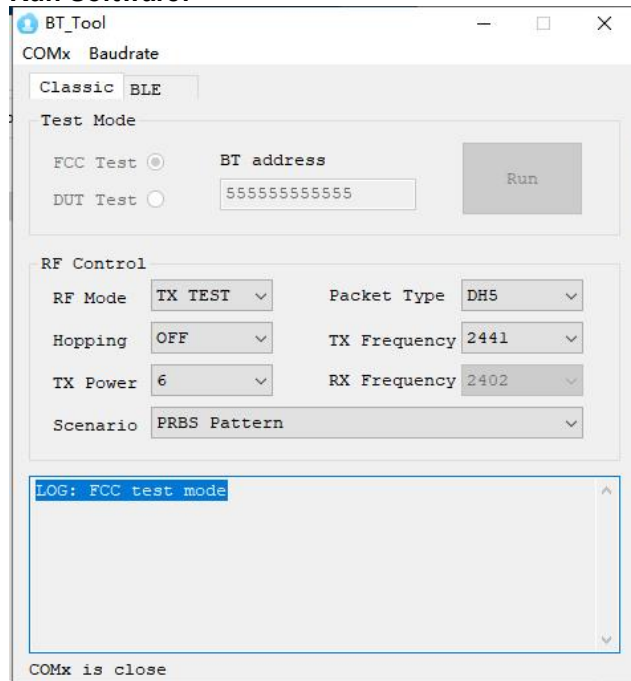 Run Software:
BT_Tool
COMx Baudrate
Classic BLE
Test Mode
FCC Test BT address
DUT Test 555555555555 Run
RF Control
RF Mode TX TEST Packet Type DH5
Hopping OFF TX Frequency 2441
TX Power 6 RX Frequency 2402
Scenario PRBS Pattern
LOG: FCC test mode
COMx is close